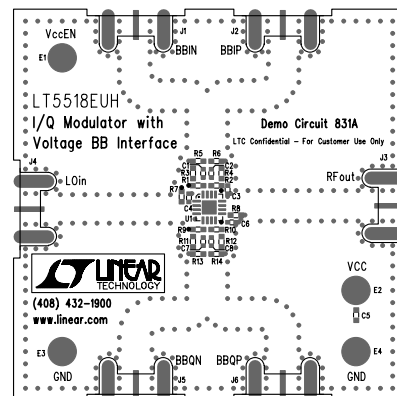 J1
J2
VccEN
BBIN
BBIP
E1
LT5518EUH
I/Q Modulator with
Voltage BB Interface
Demo Circuit 831A
LTC Confidential - For Customer Use Only
J4
J3
LOin
RFout
R5 R6
C1 C2
R3 R4
R1 R2
R7
C3
C4
R8
U1
C6
R9
R11 R10
R12
C7 C8
R13 R14
LINEAR
TECHNOLOGY
(408) 432-1900
www.linear.com
VCC
E2
C5
E3
E4
GND
GND
BBQN
BBQP
J5
J6